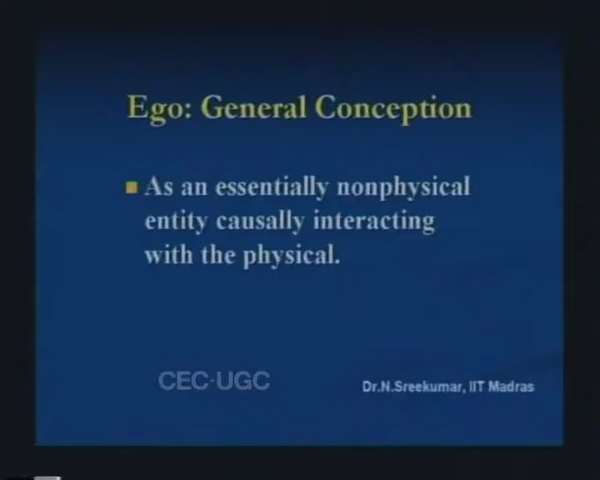 Ego: General Conception
As an essentially nonphysical
entity causally interacting
with the physical.
CEC-UGC
Dr.N.Sreekumar, IIT Madras